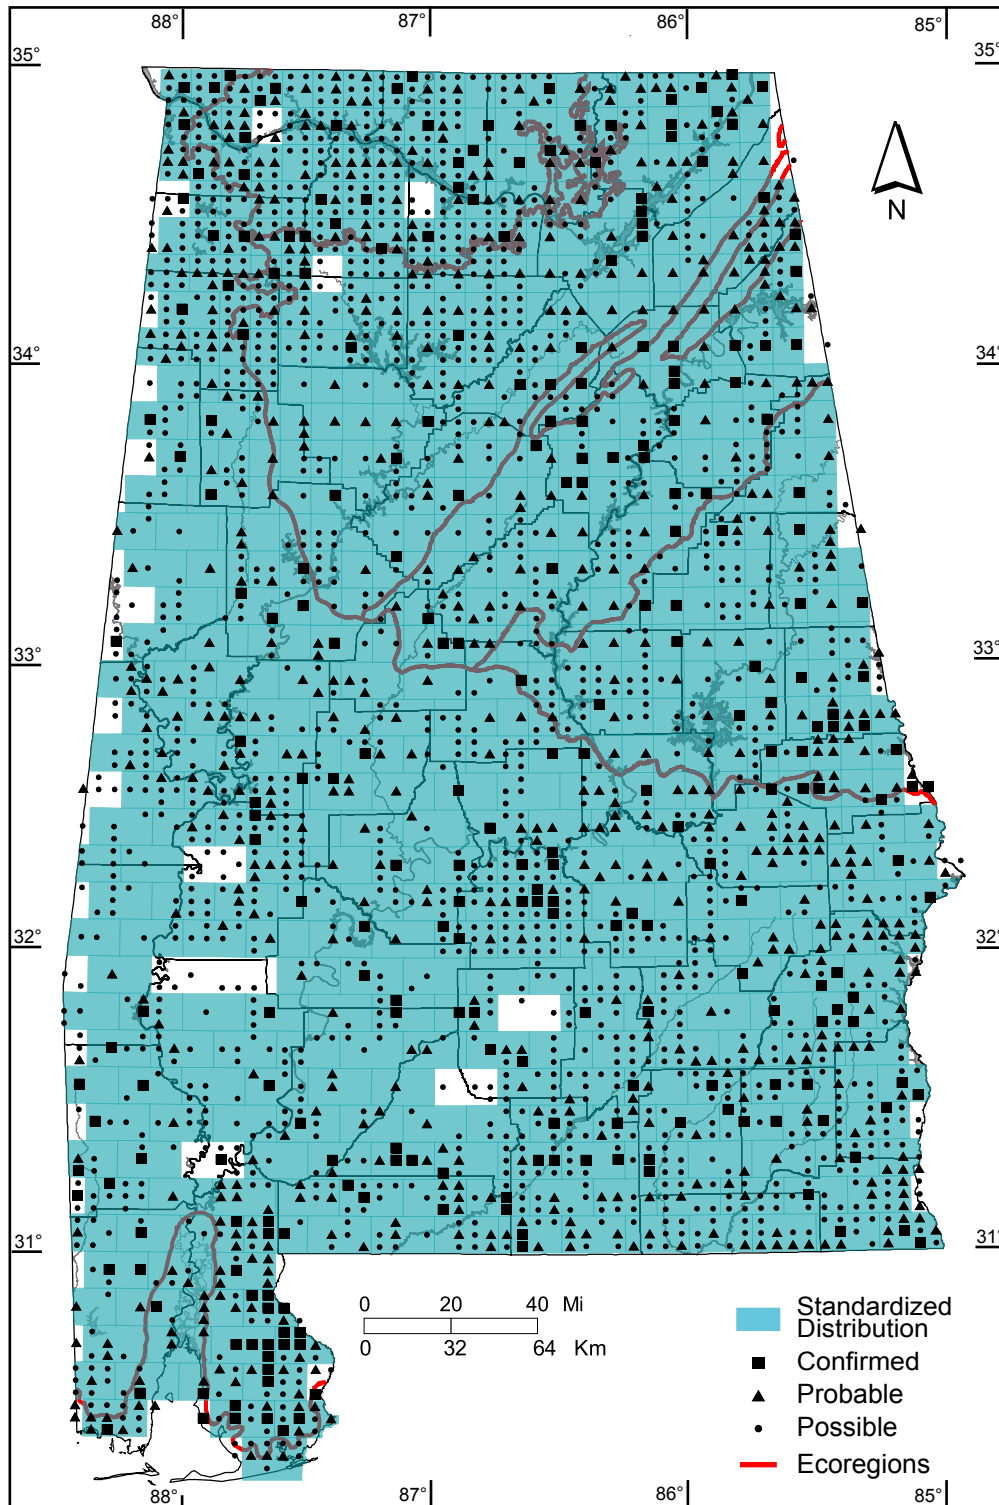 88° 87° 86° 85°
35° 35°
N
34° 34°
33° 33°
32° 32°
31° 31°
0 20 40 Mi
0 32 64 Km
Standardized
Distribution
Confirmed
Probable
Possible
Ecoregions
88° 87° 86° 85°